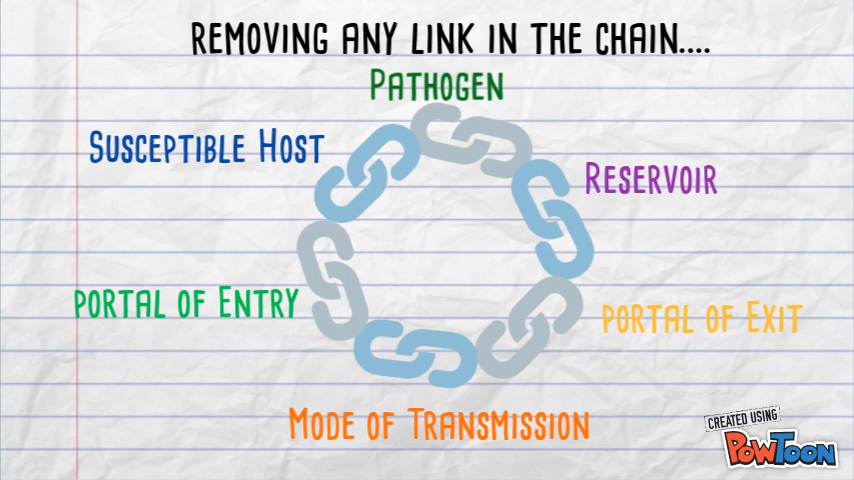 REMOVING ANY LINK IN THE CHAIN....
PATHOGEN
SUSCEPTIBLE HOST
RESERVOIR
PORTAL OF ENTRY
PORTAL OF EXIT
MODE OF TRANSMISSION
CREATED USING
POWTOON